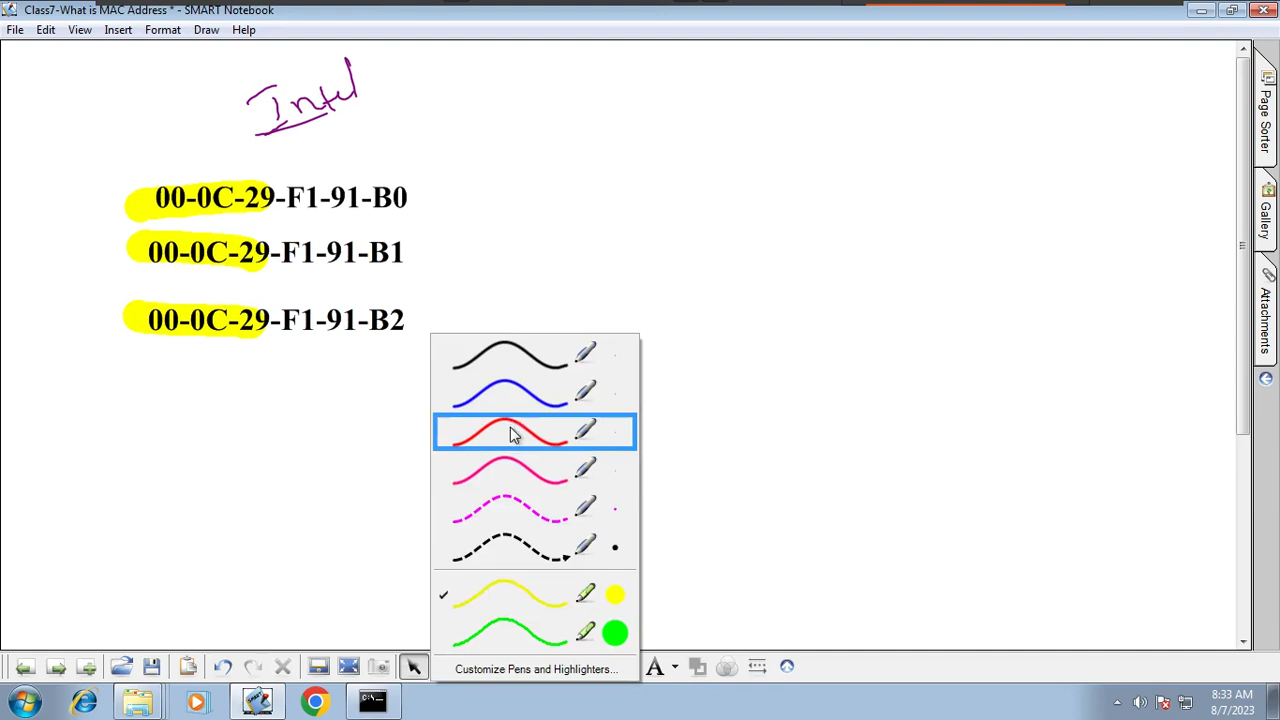 Class7-What is MAC Address * - SMART Notebook
File Edit View Insert Format Draw Help
Intel
00-0C-29-F1-91-B0
00-0C-29-F1-91-B1
00-0C-29-F1-91-B2
Page Sorter
Gallery
Attachments
Customize Pens and Highlighters...
A
C:\.
8:33 AM
8/7/2023